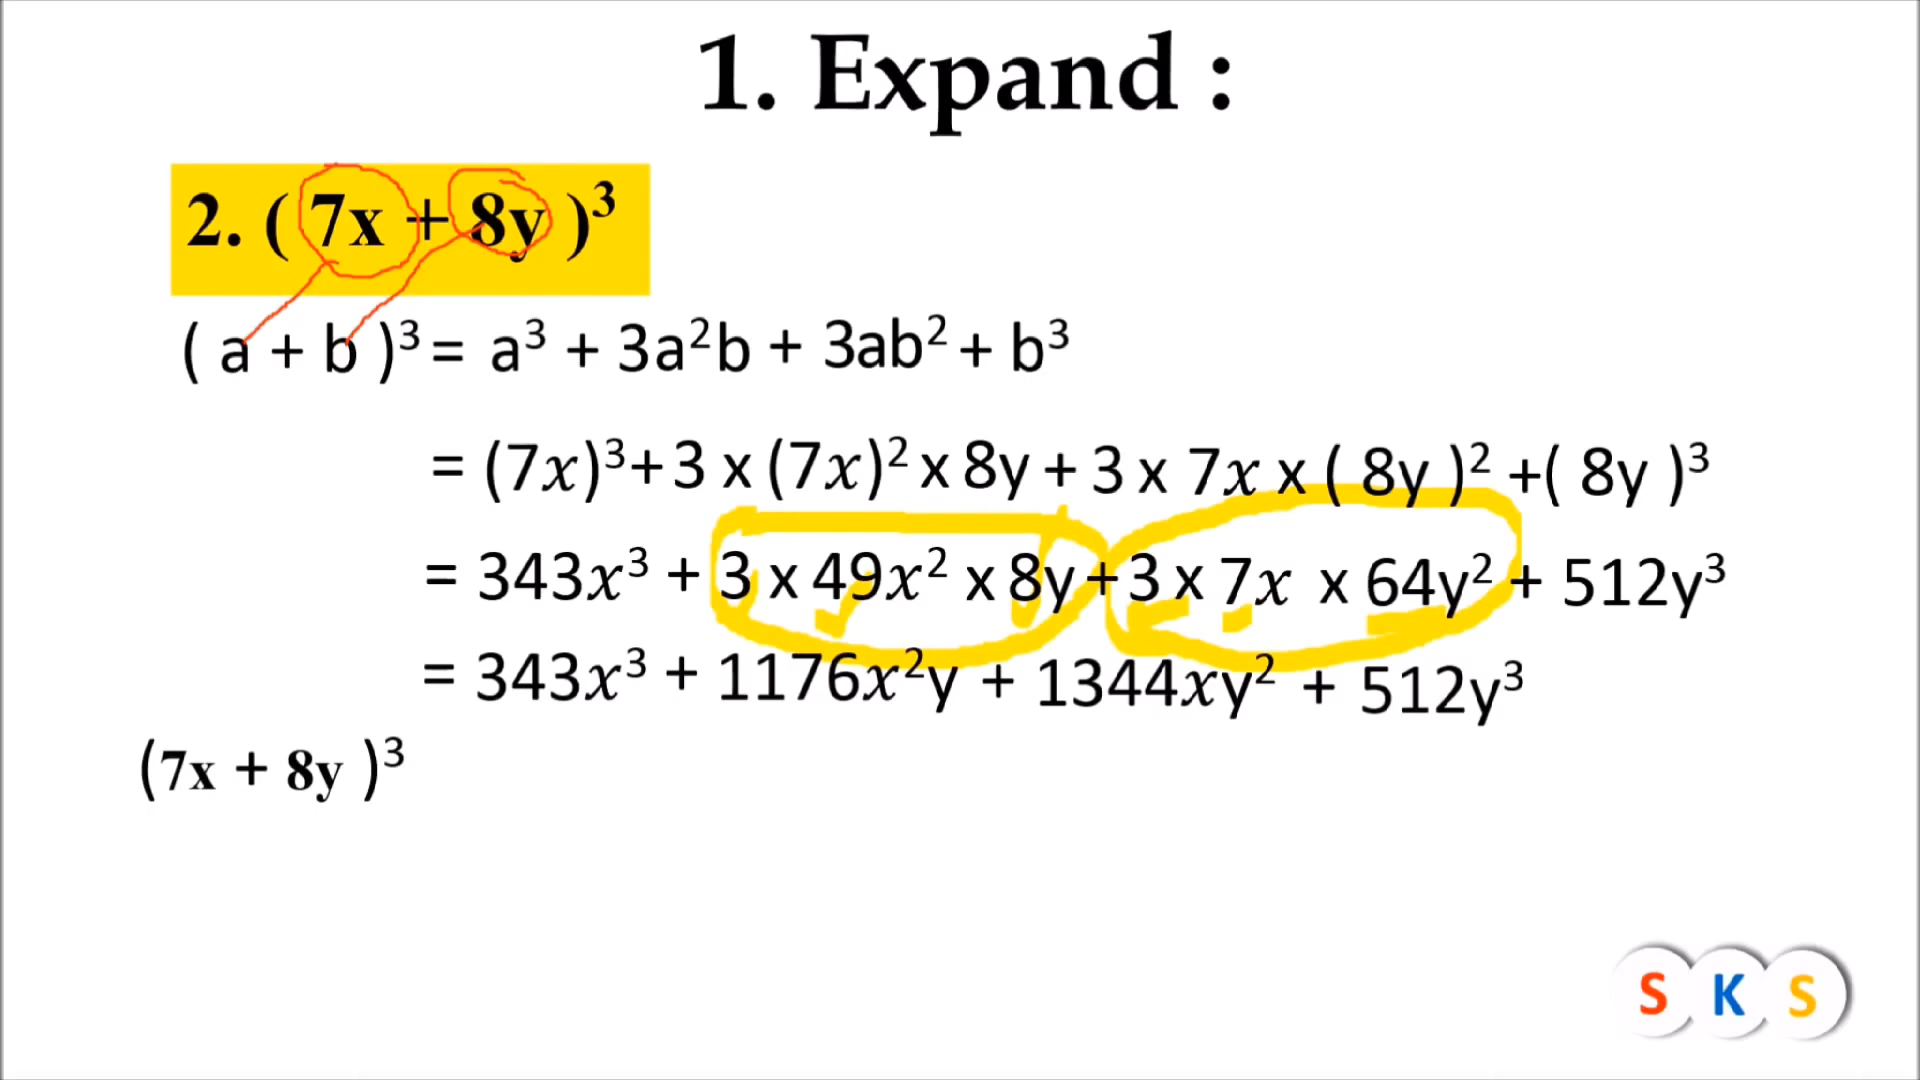 1. Expand :
2. ( 7x + 8y )³
( a + b )³ = a³ + 3a²b + 3ab² + b³
= (7x)³+3 x (7x)² x 8y + 3 x 7x x ( 8y )² +( 8y )³
= 343x³ + 3 x 49x² x 8y+3 x 7x x 64y² + 512y³
= 343x³ + 1176x²y + 1344xy² + 512y³
(7x + 8y )³
S K S